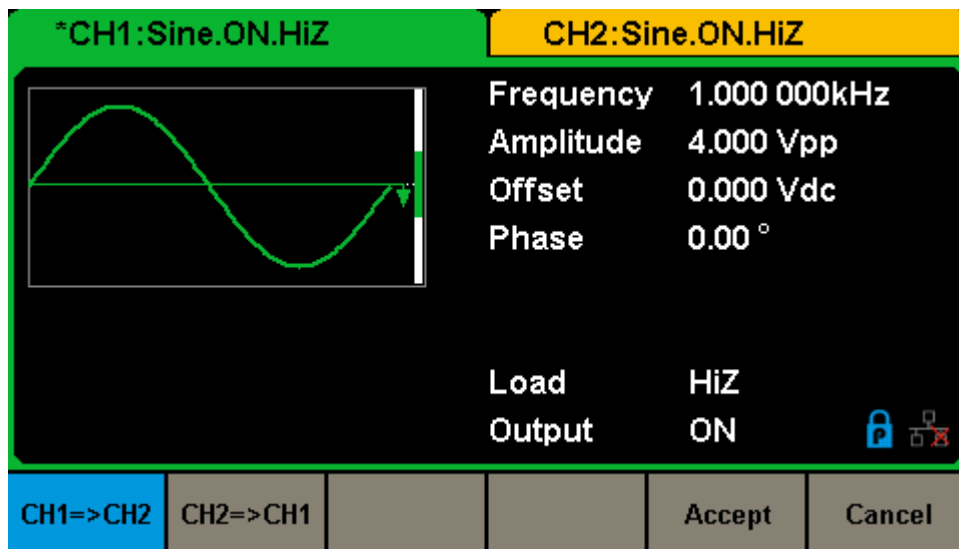 *CH1:Sine.ON.HiZ
CH2:Sine.ON.HiZ
Frequency 1.000 000kHz
Amplitude 4.000 Vpp
Offset 0.000 Vdc
Phase 0.00 °
Load HiZ
Output ON
P
CH1=>CH2 CH2=>CH1 Accept Cancel